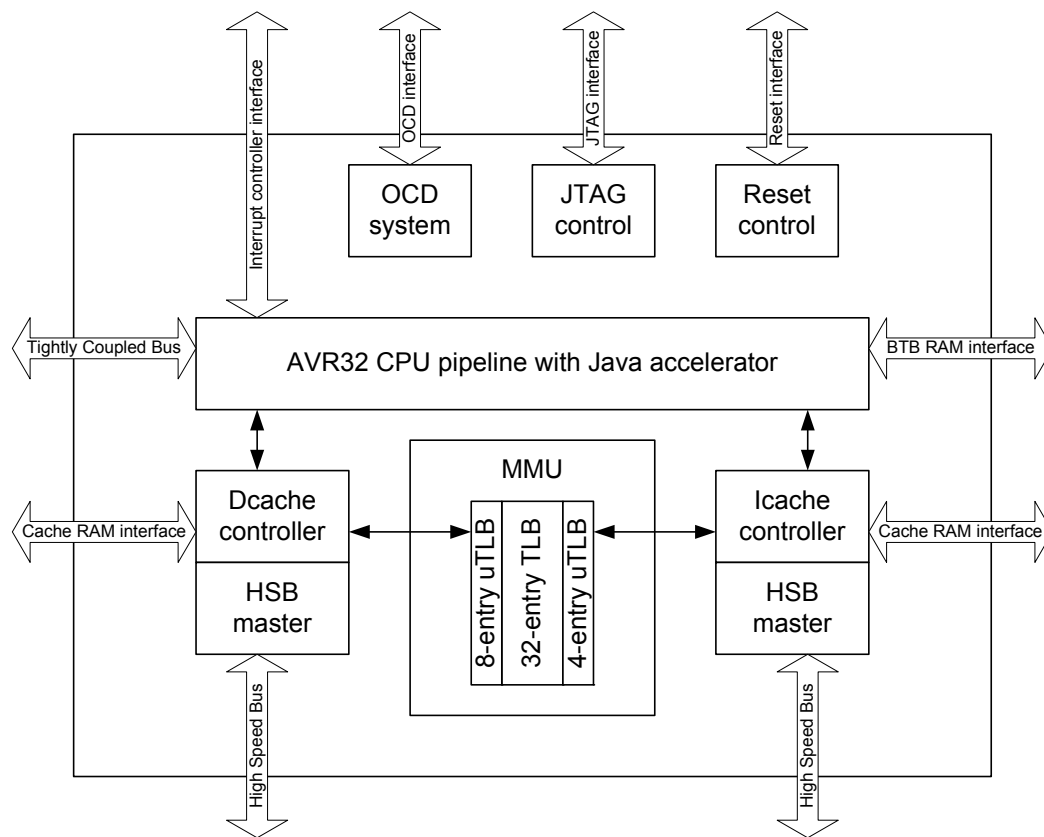 Interrupt controller interface
OCD interface
JTAG interface
Reset interface
OCD
system
JTAG
control
Reset
control
Tightly Coupled Bus
AVR32 CPU pipeline with Java accelerator
BTB RAM interface
MMU
Dcache
controller
Icache
controller
Cache RAM interface
8-entry uTLB
32-entry TLB
4-entry uTLB
Cache RAM interface
HSB
master
HSB
master
High Speed Bus
High Speed Bus